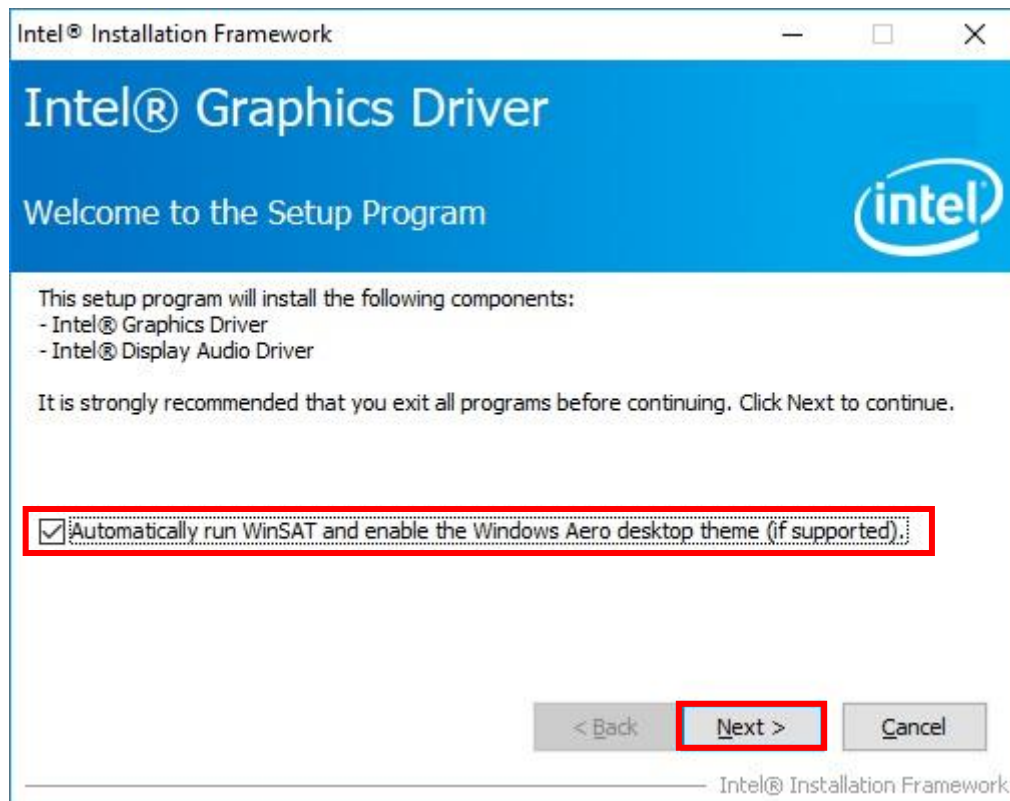 Intel® Installation Framework
Intel® Graphics Driver
Welcome to the Setup Program
intel®
This setup program will install the following components:
- Intel® Graphics Driver
- Intel® Display Audio Driver
It is strongly recommended that you exit all programs before continuing. Click Next to continue.
Automatically run WinSAT and enable the Windows Aero desktop theme (if supported).
< Back Next > Cancel
Intel® Installation Framework